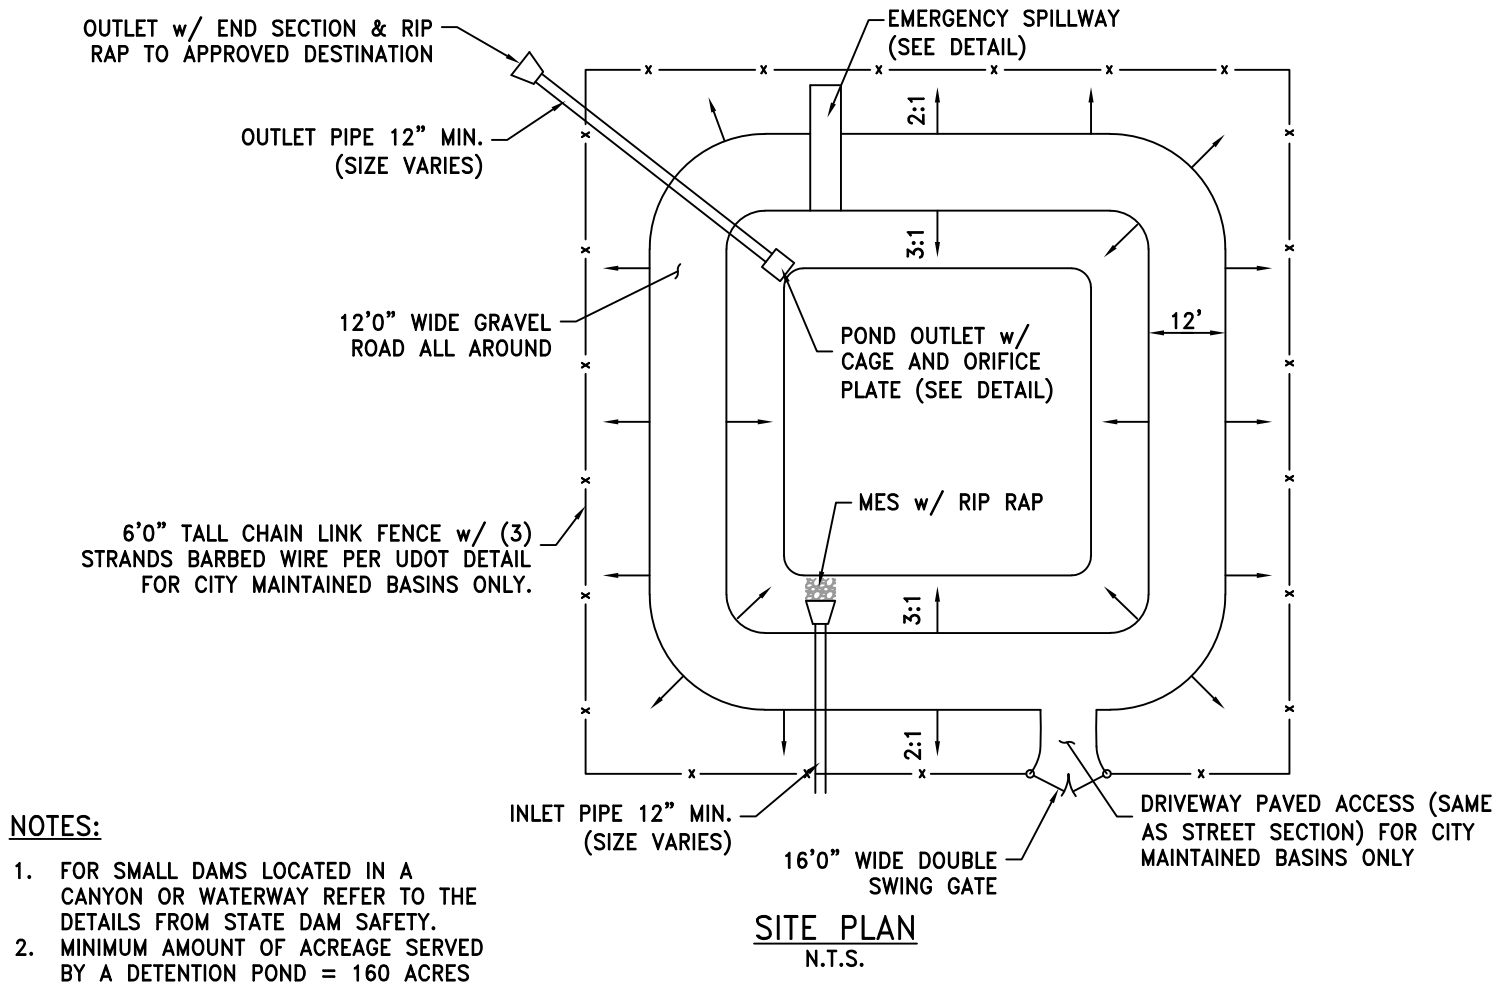 OUTLET w/ END SECTION & RIP
RAP TO APPROVED DESTINATION
EMERGENCY SPILLWAY
(SEE DETAIL)
OUTLET PIPE 12" MIN.
(SIZE VARIES)
2:1
3:1
12'0" WIDE GRAVEL
ROAD ALL AROUND
12'
POND OUTLET w/
CAGE AND ORIFICE
PLATE (SEE DETAIL)
MES w/ RIP RAP
6'0" TALL CHAIN LINK FENCE w/ (3)
STRANDS BARBED WIRE PER UDOT DETAIL
FOR CITY MAINTAINED BASINS ONLY.
3:1
2:1
INLET PIPE 12" MIN.
(SIZE VARIES)
16'0" WIDE DOUBLE
SWING GATE
DRIVEWAY PAVED ACCESS (SAME
AS STREET SECTION) FOR CITY
MAINTAINED BASINS ONLY
NOTES:
1. FOR SMALL DAMS LOCATED IN A
CANYON OR WATERWAY REFER TO THE
DETAILS FROM STATE DAM SAFETY.
2. MINIMUM AMOUNT OF ACREAGE SERVED
BY A DETENTION POND = 160 ACRES
SITE PLAN
N.T.S.